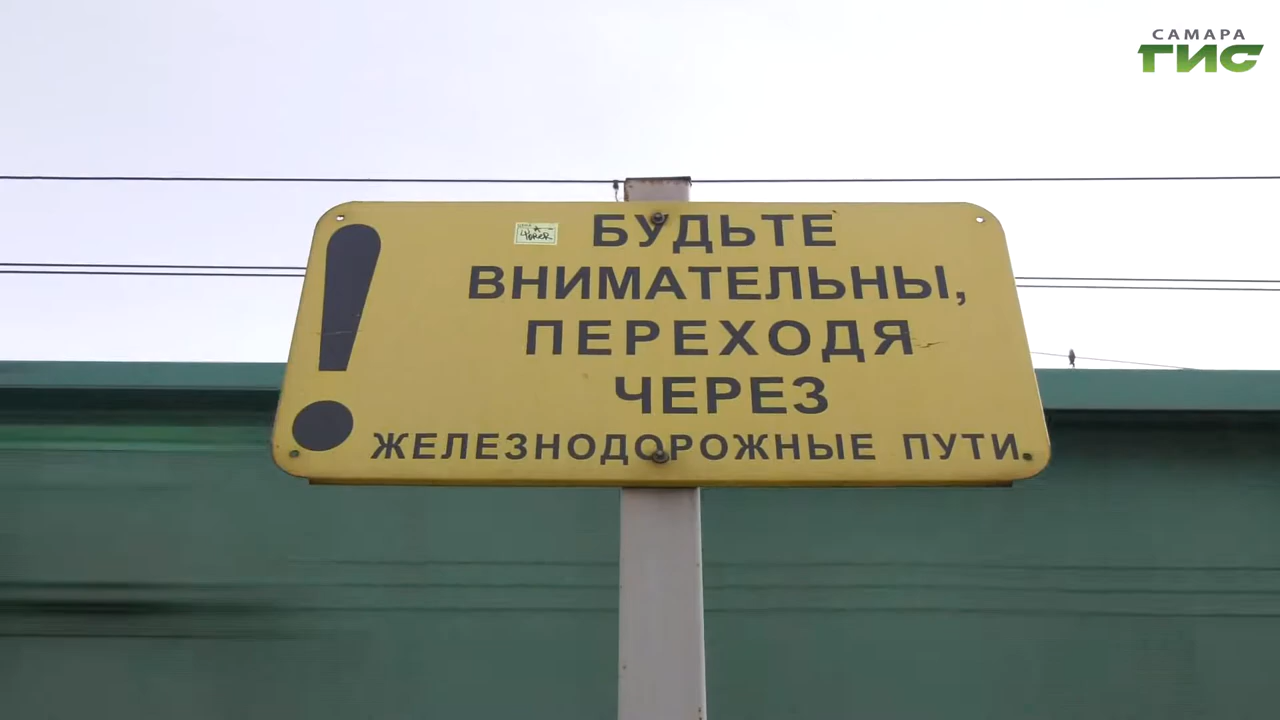 САМАРА
ГИС
!
БУДЬТЕ
ВНИМАТЕЛЬНЫ,
ПЕРЕХОДЯ
ЧЕРЕЗ
ЖЕЛЕЗНОДОРОЖНЫЕ ПУТИ